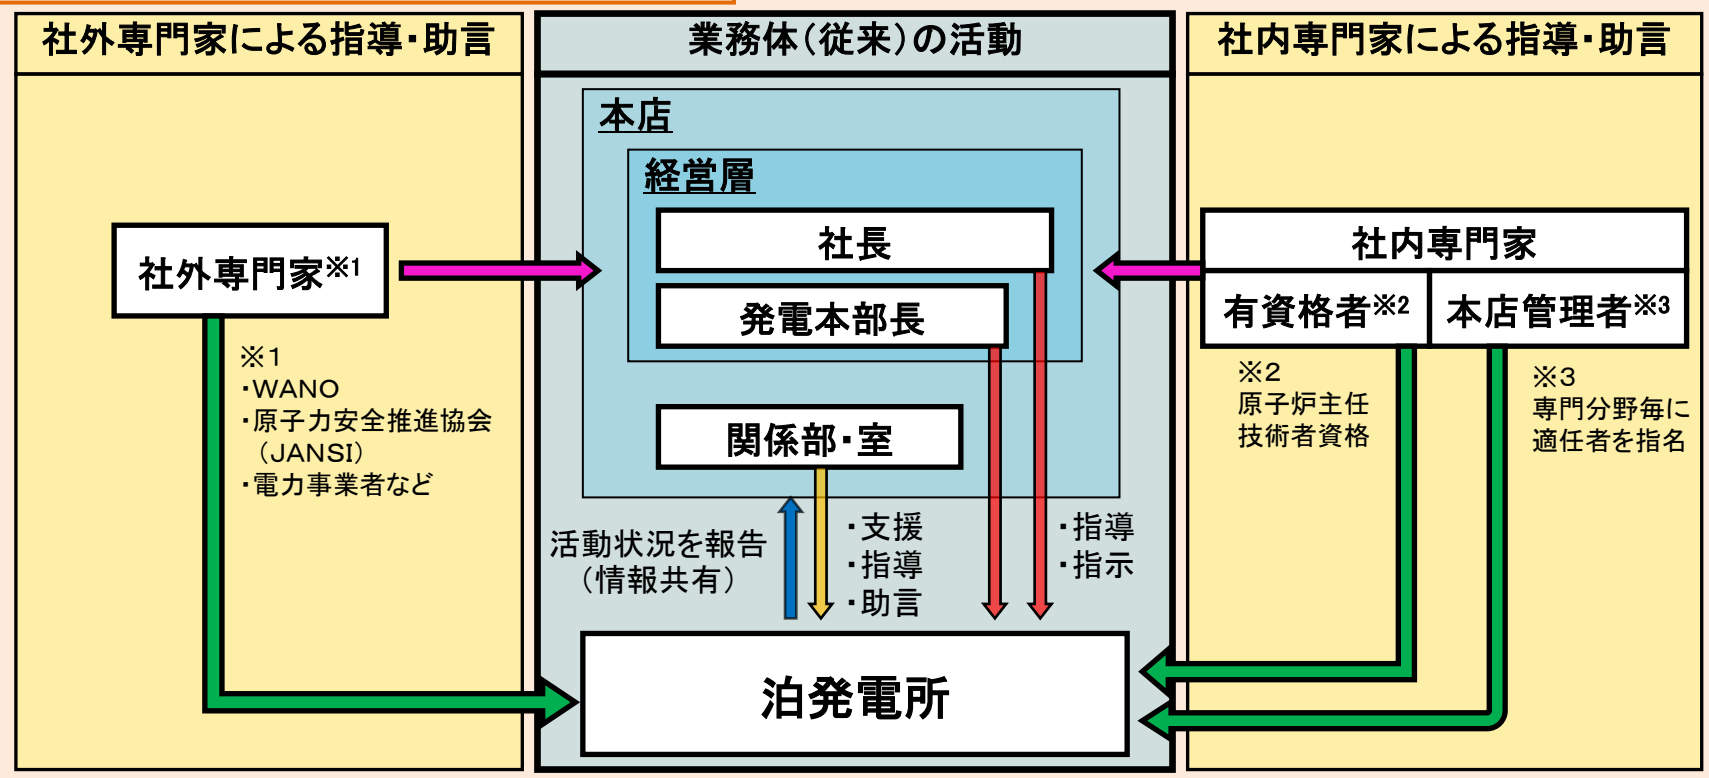 社外専門家による指導・助言
業務体(従来)の活動
社内専門家による指導・助言
本店
経営層
社長
発電本部長
関係部・室
社外専門家※1
※1
・WANO
・原子力安全推進協会
(JANSI)
・電力事業者など
社内専門家
有資格者※2
本店管理者※3
※2
原子炉主任
技術者資格
※3
専門分野毎に
適任者を指名
活動状況を報告
(情報共有)
・支援
・指導
・助言
・指導
・指示
泊発電所